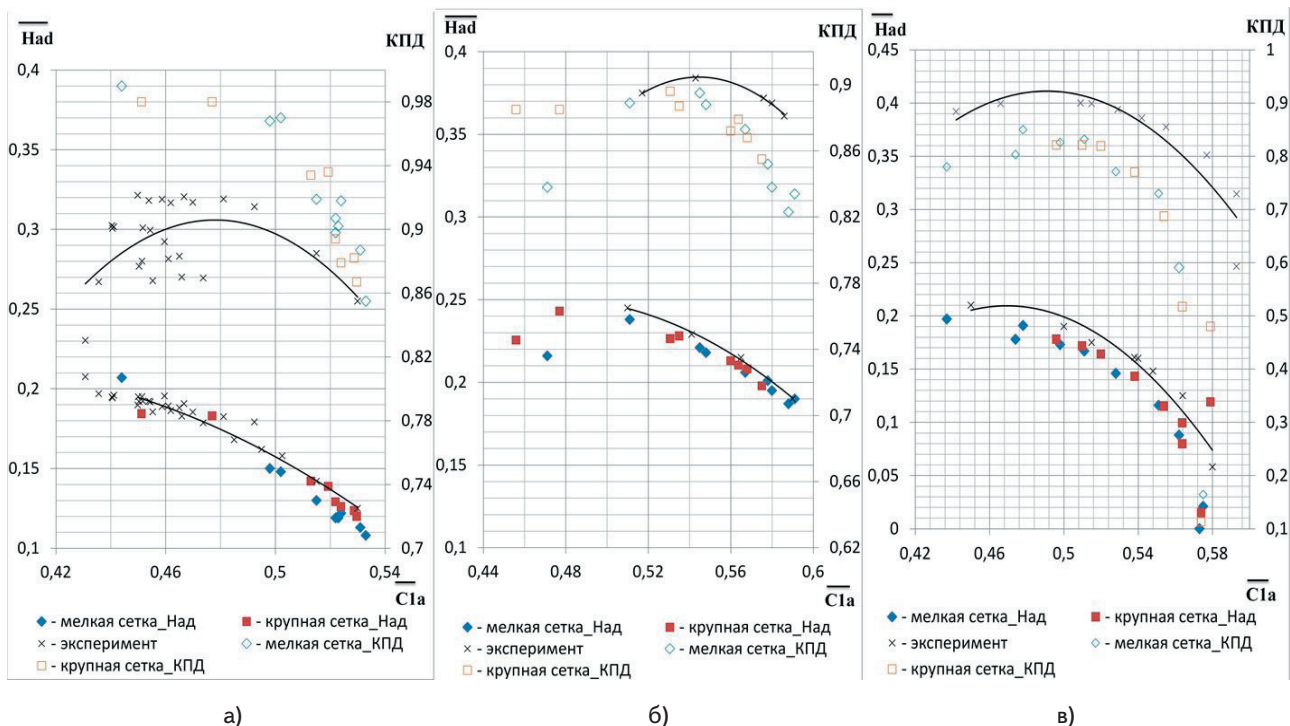 Had
КПД
0,4
0,35
0,3
0,25
0,2
0,15
0,1
0,98
0,94
0,9
0,86
0,82
0,78
0,74
0,7
0,42
0,46
0,5
0,54
C1a
- мелкая сетка_Над
- крупная сетка_Над
- эксперимент
- мелкая сетка_КПД
- крупная сетка_КПД
а)
Had
КПД
0,4
0,35
0,3
0,25
0,2
0,15
0,1
0,9
0,86
0,82
0,78
0,74
0,7
0,66
0,62
0,44
0,48
0,52
0,56
0,6
C1a
- мелкая сетка_Над
- крупная сетка_Над
- эксперимент
- мелкая сетка_КПД
- крупная сетка_КПД
б)
Had
КПД
0,45
0,4
0,35
0,3
0,25
0,2
0,15
0,1
0,05
0
1
0,9
0,8
0,7
0,6
0,5
0,4
0,3
0,2
0,1
0,42
0,46
0,5
0,54
0,58
C1a
- мелкая сетка_Над
- крупная сетка_Над
- эксперимент
- мелкая сетка_КПД
- крупная сетка_КПД
в)